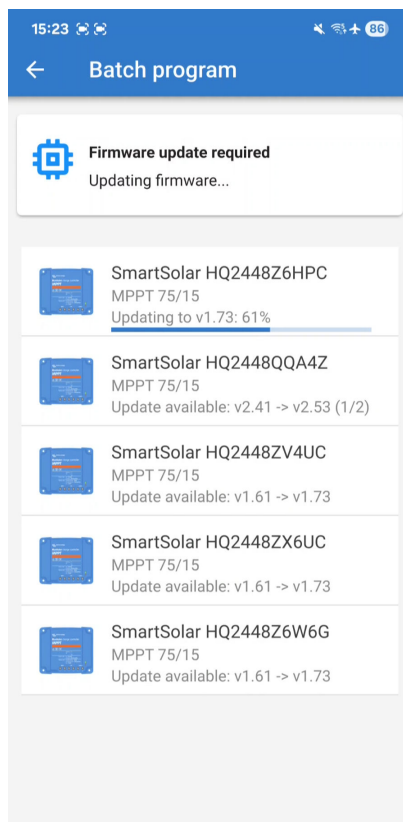 15:23
86
Batch program
Firmware update required
Updating firmware...
SmartSolar HQ2448Z6HPC
MPPT 75/15
Updating to v1.73: 61%
SmartSolar HQ2448QQA4Z
MPPT 75/15
Update available: v2.41 -> v2.53 (1/2)
SmartSolar HQ2448ZV4UC
MPPT 75/15
Update available: v1.61 -> v1.73
SmartSolar HQ2448ZX6UC
MPPT 75/15
Update available: v1.61 -> v1.73
SmartSolar HQ2448Z6W6G
MPPT 75/15
Update available: v1.61 -> v1.73